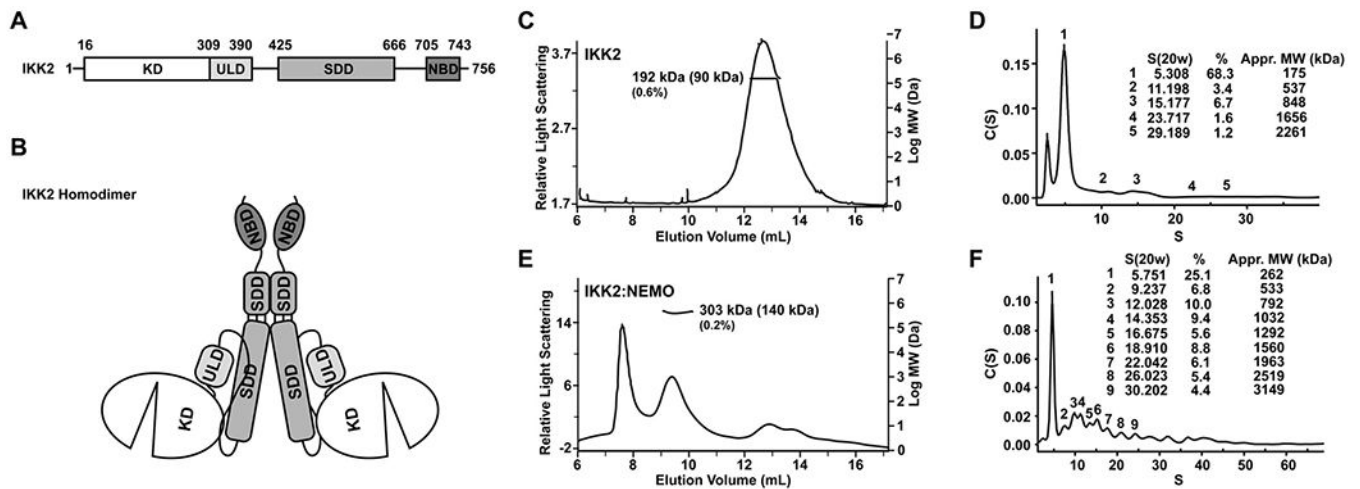 A
16 309 390 425 666 705 743
IKK2 1 KD ULD SDD NBD 756
B
IKK2 Homodimer
NBD NBD
SDD SDD
ULD SDD SDD ULD
KD KD
C
IKK2
3.7
2.7
1.7
Relative Light Scattering
192 kDa (90 kDa)
(0.6%)
7
6
5
4
3
2
1
0
Log MW (Da)
6 8 10 12 14 16
Elution Volume (mL)
D
0.15
0.10
0.15
0.00
C(S)
1
2 3 4 5
S(20w) % Appr. MW (kDa)
1 5.308 68.3 175
2 11.198 3.4 537
3 15.177 6.7 848
4 23.717 1.6 1656
5 29.189 1.2 2261
10 20 30
S
E
IKK2:NEMO
14
6
-2
Relative Light Scattering
303 kDa (140 kDa)
(0.2%)
7
6
5
4
3
2
1
0
Log MW (Da)
6 8 10 12 14 16
Elution Volume (mL)
F
0.10
0.08
0.06
0.04
0.02
0.00
C(S)
1
2 34 5 6 7 8 9
S(20w) % Appr. MW (kDa)
1 5.751 25.1 262
2 9.237 6.8 533
3 12.028 10.0 792
4 14.353 9.4 1032
5 16.675 5.6 1292
6 18.910 8.8 1560
7 22.042 6.1 1963
8 26.023 5.4 2519
9 30.202 4.4 3149
10 20 30 40 50 60
S